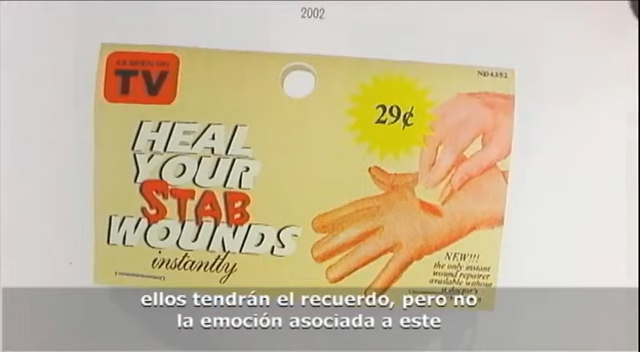 2002
AS SEEN ON
TV
ND4352
29¢
HEAL
YOUR
STAB
WOUNDS
instantly
NEW!!!
the only instant
wound repairer
available without
a doctor's
ellos tendrán el recuerdo, pero no
la emoción asociada a este